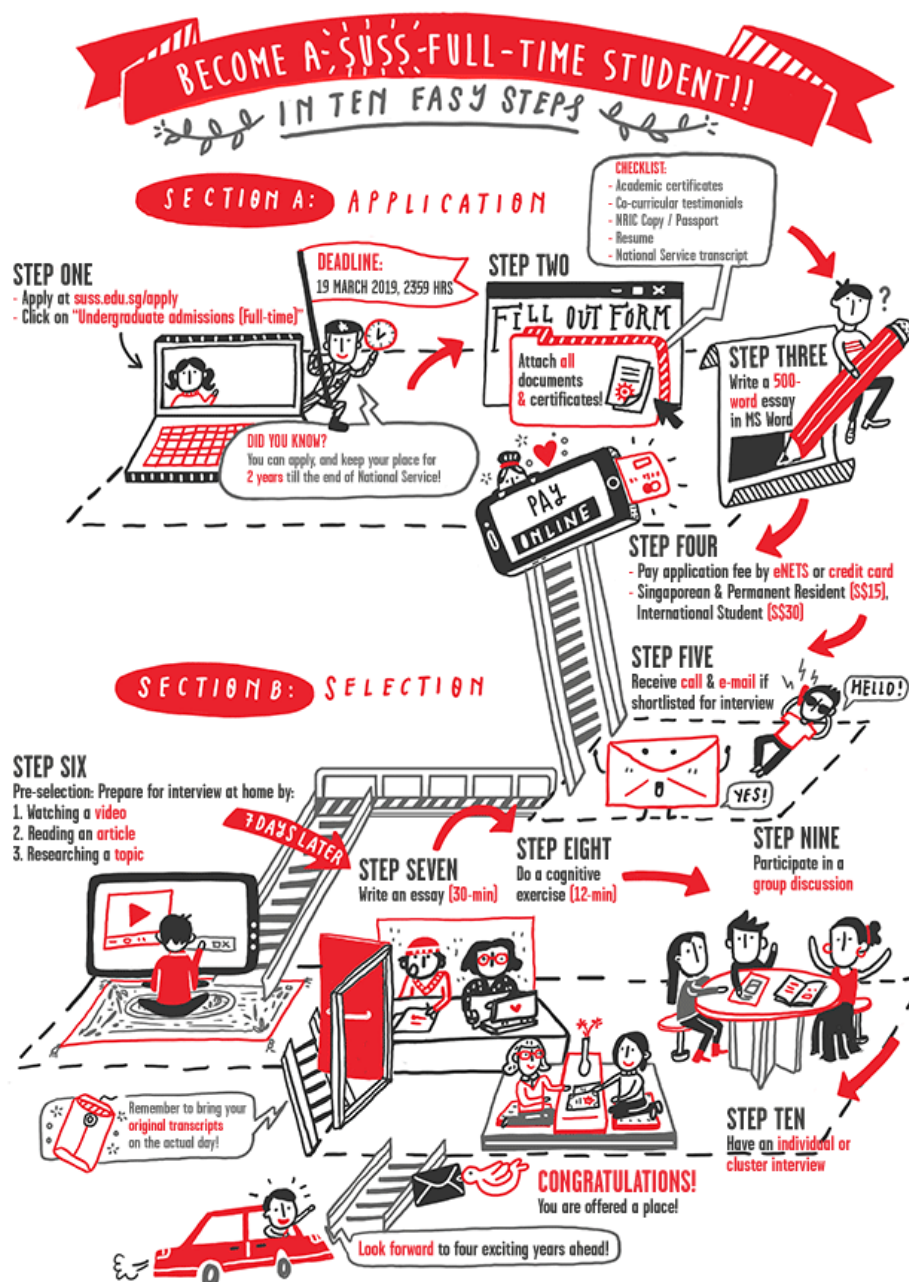 BECOME A SUSS FULL-TIME STUDENT!!
IN TEN EASY STEPS
SECTION A: APPLICATION
STEP ONE
- Apply at suss.edu.sg/apply
- Click on "Undergraduate admissions (Full-time)"
DEADLINE:
19 MARCH 2019, 2359 HRS
DID YOU KNOW?
You can apply, and keep your place for
2 years till the end of National Service!
STEP TWO
CHECKLIST:
- Academic certificates
- Co-curricular testimonials
- NRIC Copy / Passport
- Resume
- National Service transcript
FILL OUT FORM
Attach all
documents
& certificates!
?
STEP THREE
Write a 500-
word essay
in MS Word
PAY
ONLINE
STEP FOUR
- Pay application fee by eNETS or credit card
- Singaporean & Permanent Resident (S$15),
International Student (S$30)
STEP FIVE
Receive call & e-mail if
shortlisted for interview
HELLO!
YES!
SECTION B: SELECTION
STEP SIX
Pre-selection: Prepare for interview at home by:
1. Watching a video
2. Reading an article
3. Researching a topic
7 DAYS LATER
STEP SEVEN
Write an essay (30-min)
STEP EIGHT
Do a cognitive
exercise (12-min)
STEP NINE
Participate in a
group discussion
Remember to bring your
original transcripts
on the actual day!
STEP TEN
Have an individual or
cluster interview
CONGRATULATIONS!
You are offered a place!
Look forward to four exciting years ahead!